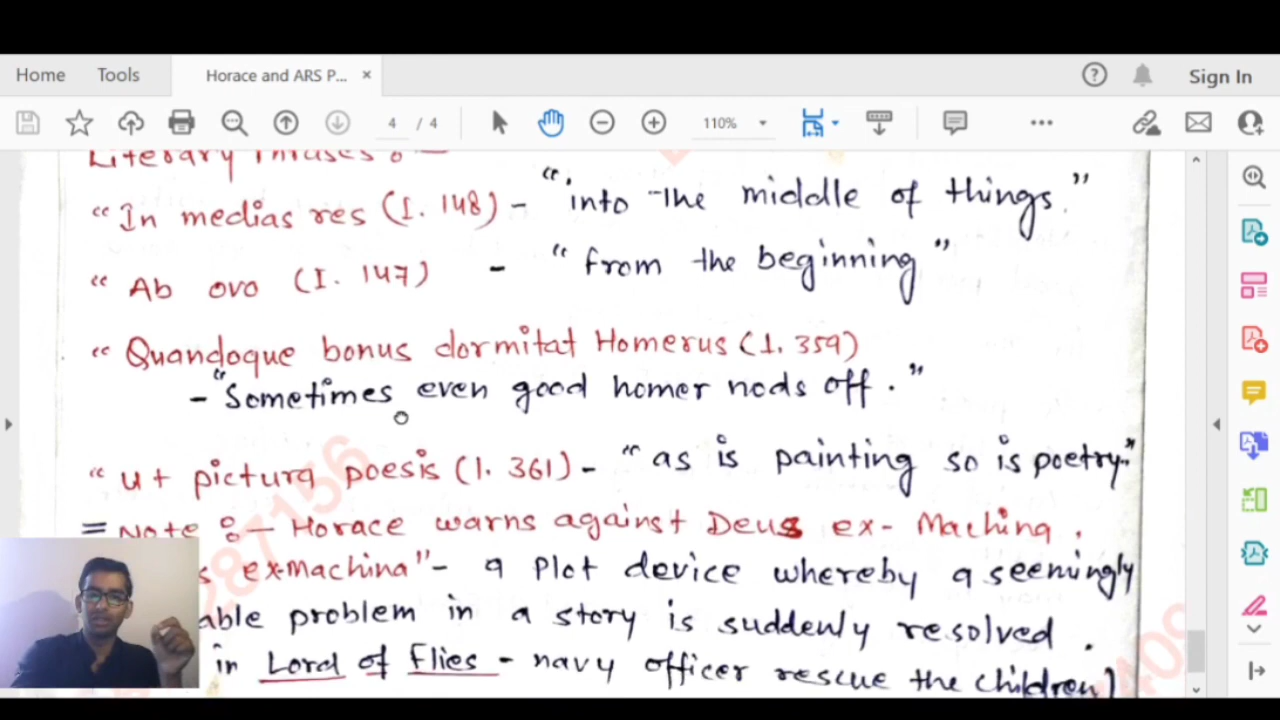 Home Tools Horace and ARS P... × Sign In
4 / 4 110%
Literary Phrases :-
"In medias res (I. 148) - "into the middle of things."
"Ab ovo (I. 147) - "from the beginning"
"Quandoque bonus dormitat Homerus (1. 359)
- "Sometimes even good homer nods off."
"ut pictura poesis (1. 361) - "as is painting so is poetry."
= Note :- Horace warns against Deus ex-Machina.
s exmachina" - a plot device whereby a seemingly
able problem in a story is suddenly resolved.
in Lord of Flies - navy officer rescue the children)